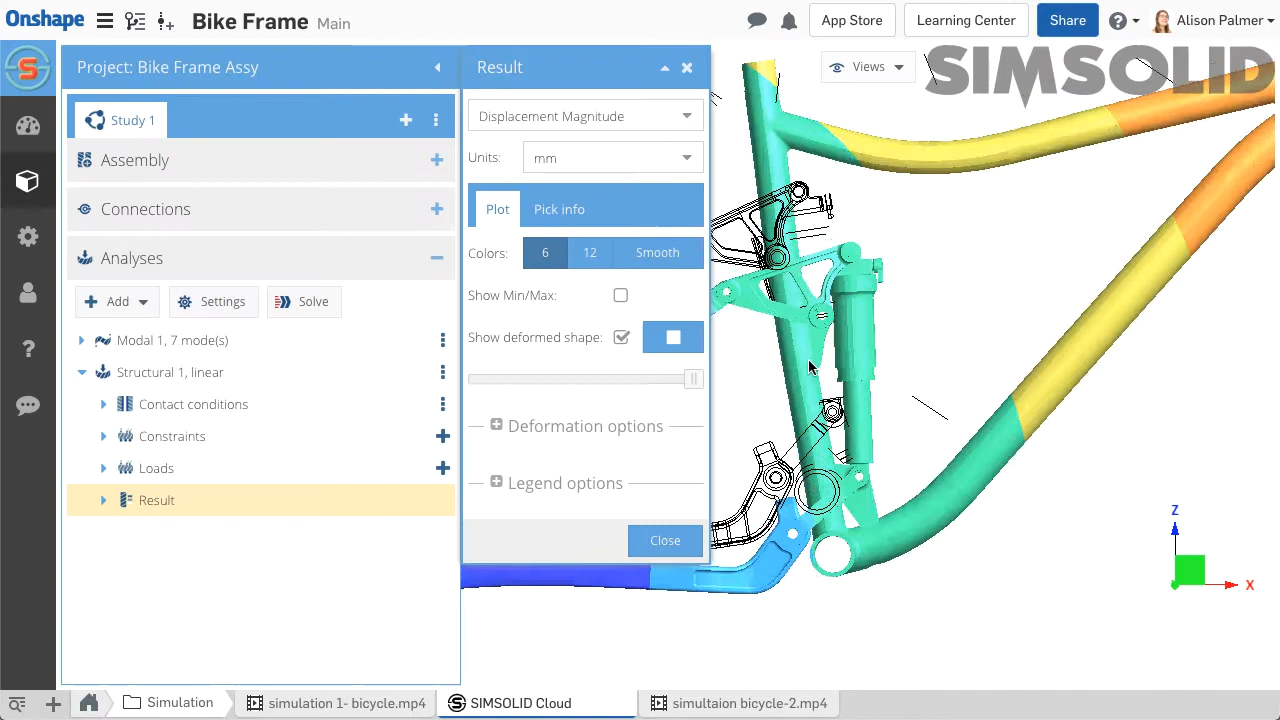 Onshape
Bike Frame Main
App Store
Learning Center
Share
?
Alison Palmer
S
Project: Bike Frame Assy
Result
Views
SIMSOLID
Study 1
Displacement Magnitude
Assembly
Units: mm
Connections
Plot
Pick info
Analyses
Colors: 6 12 Smooth
Add
Settings
Solve
Show Min/Max:
Modal 1, 7 mode(s)
Show deformed shape:
Structural 1, linear
Contact conditions
Constraints
Deformation options
Loads
Legend options
Result
Close
Z
X
Simulation
simulation 1- bicycle.mp4
SIMSOLID Cloud
simultaion bicycle-2.mp4